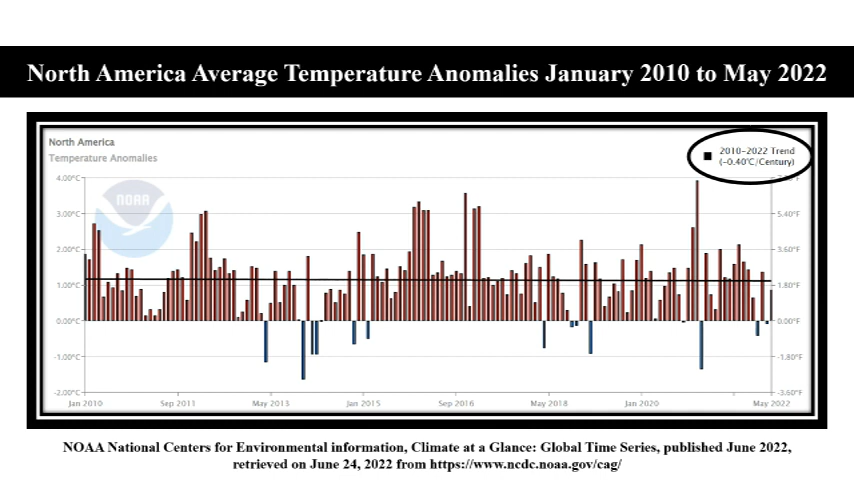 North America Average Temperature Anomalies January 2010 to May 2022
North America
Temperature Anomalies
2010-2022 Trend
(-0.40°C/Century)
NOAA
4.00°C
3.00°C 5.40°F
2.00°C 3.60°F
1.00°C 1.80°F
0.00°C 0.00°F
-1.00°C -1.80°F
-2.00°C -3.60°F
Jan 2010 Sep 2011 May 2013 Jan 2015 Sep 2016 May 2018 Jan 2020 May 2022
NOAA National Centers for Environmental information, Climate at a Glance: Global Time Series, published June 2022,
retrieved on June 24, 2022 from https://www.ncdc.noaa.gov/cag/